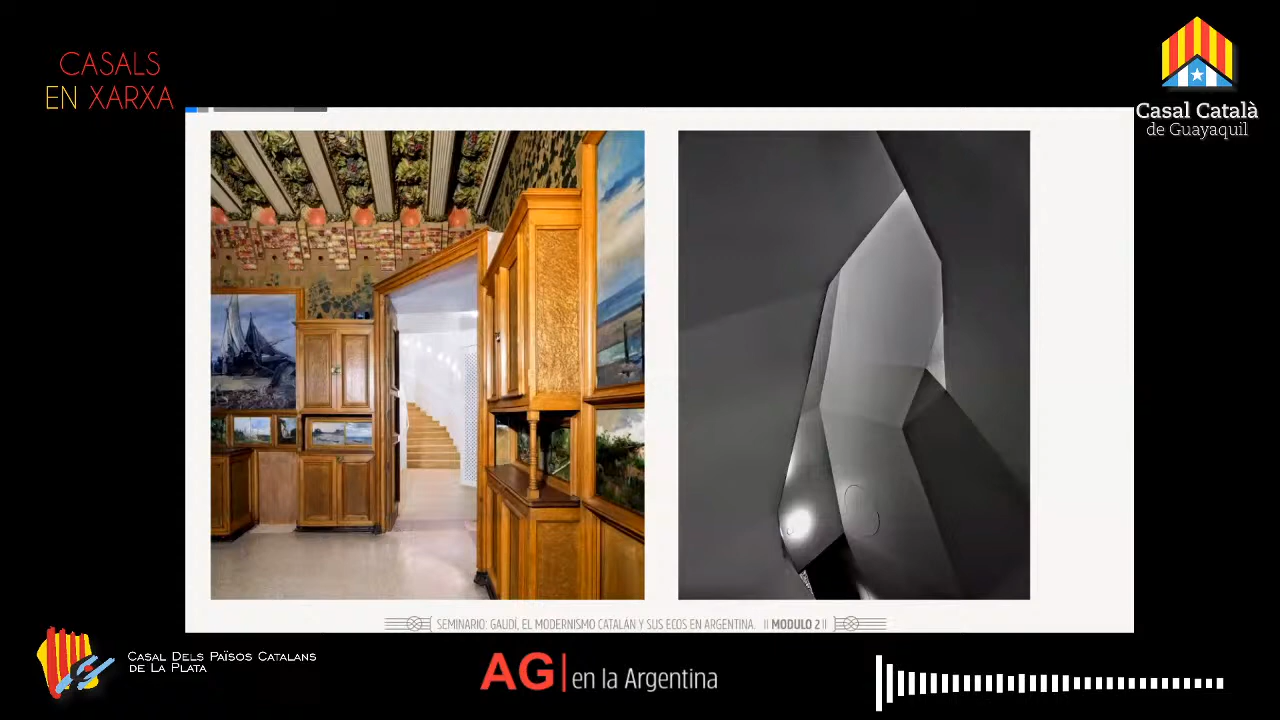 CASALS
EN XARXA
Casal Català
de Guayaquil
SEMINARIO: GAUDÍ, EL MODERNISMO CATALÁN Y SUS ECOS EN ARGENTINA. || MODULO 2 ||
CASAL DELS PAÏSOS CATALANS
DE LA PLATA
AG | en la Argentina